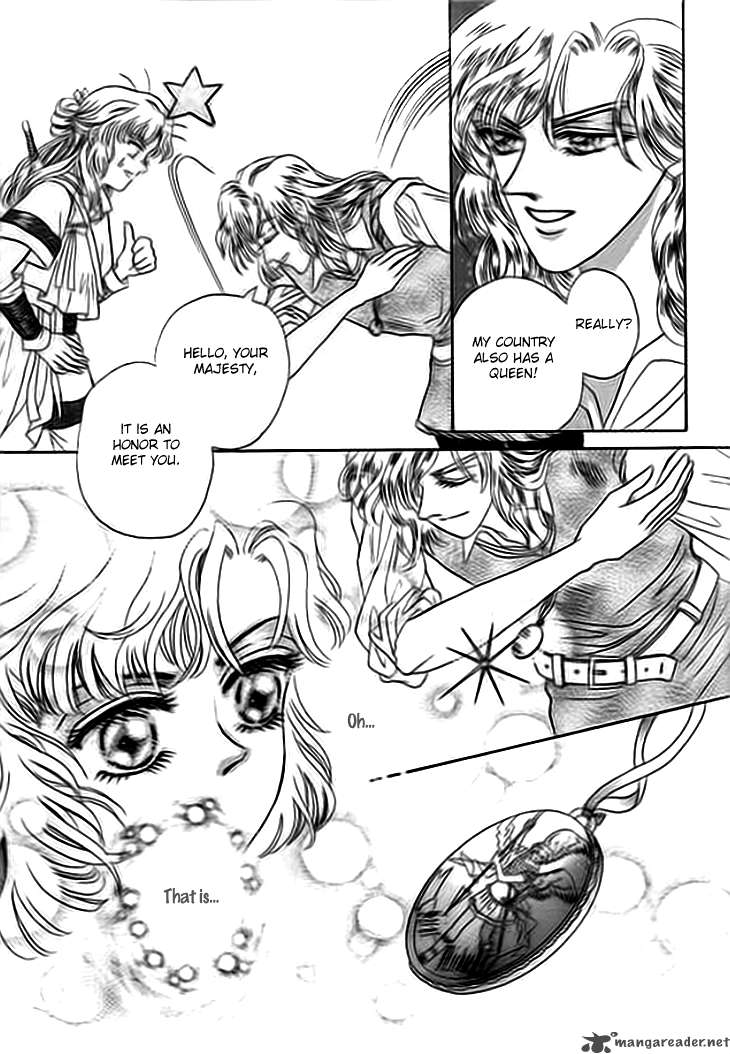 REALLY?
MY COUNTRY
ALSO HAS A
QUEEN!
HELLO, YOUR
MAJESTY,
IT IS AN
HONOR TO
MEET YOU.
Oh...
That is...
mangareader.net